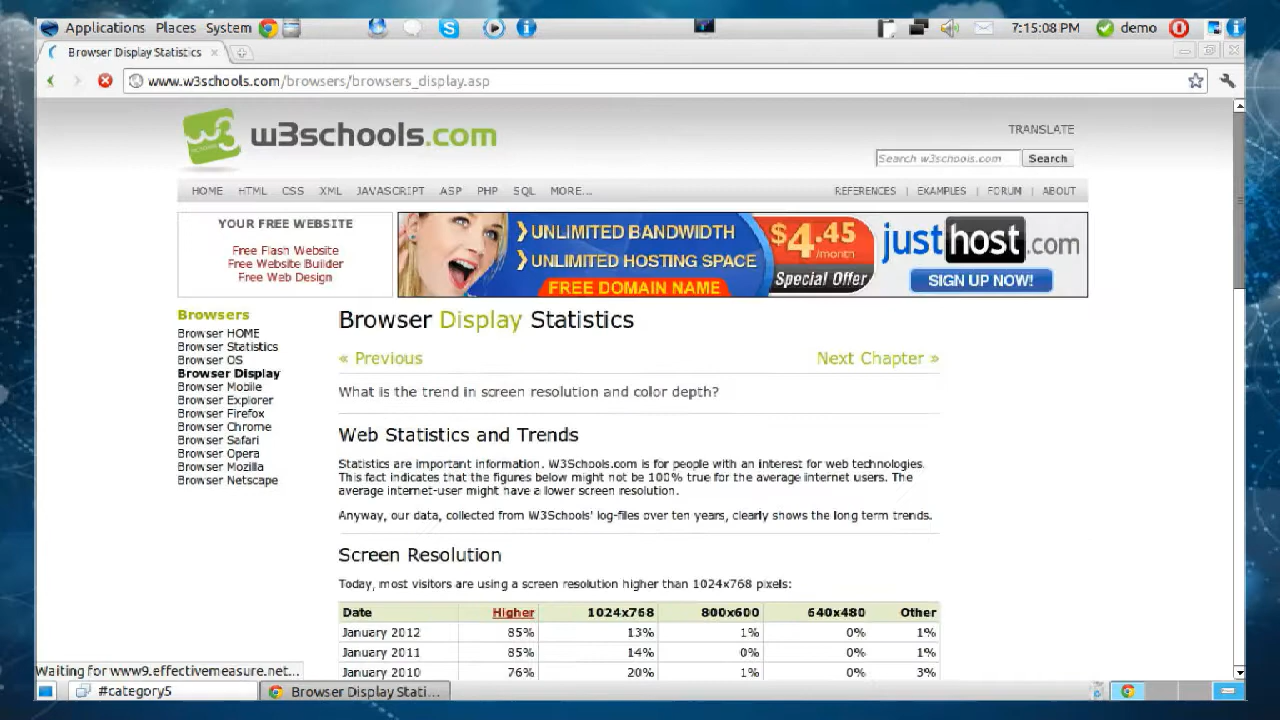 Applications Places System 7:15:08 PM demo
Browser Display Statistics
www.w3schools.com/browsers/browsers_display.asp
w3schools.com
TRANSLATE
Search w3schools.com Search
HOME HTML CSS XML JAVASCRIPT ASP PHP SQL MORE... REFERENCES | EXAMPLES | FORUM | ABOUT
YOUR FREE WEBSITE
Free Flash Website
Free Website Builder
Free Web Design
UNLIMITED BANDWIDTH
UNLIMITED HOSTING SPACE
FREE DOMAIN NAME
$4.45
/month
Special Offer
justhost.com
SIGN UP NOW!
Browsers
Browser HOME
Browser Statistics
Browser OS
Browser Display
Browser Mobile
Browser Explorer
Browser Firefox
Browser Chrome
Browser Safari
Browser Opera
Browser Mozilla
Browser Netscape
Browser Display Statistics
« Previous Next Chapter »
What is the trend in screen resolution and color depth?
Web Statistics and Trends
Statistics are important information. W3Schools.com is for people with an interest for web technologies.
This fact indicates that the figures below might not be 100% true for the average internet users. The
average internet-user might have a lower screen resolution.
Anyway, our data, collected from W3Schools' log-files over ten years, clearly shows the long term trends.
Screen Resolution
Today, most visitors are using a screen resolution higher than 1024x768 pixels:
Date Higher 1024x768 800x600 640x480 Other
January 2012 85% 13% 1% 0% 1%
January 2011 85% 14% 0% 0% 1%
January 2010 76% 20% 1% 0% 3%
Waiting for www9.effectivemeasure.net...
#category5 Browser Display Stati...